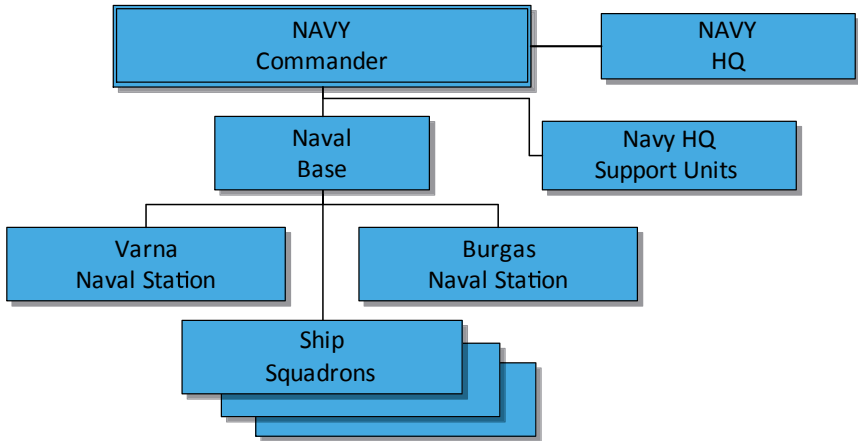 NAVY
Commander
NAVY
HQ
Naval
Base
Navy HQ
Support Units
Varna
Naval Station
Burgas
Naval Station
Ship
Squadrons